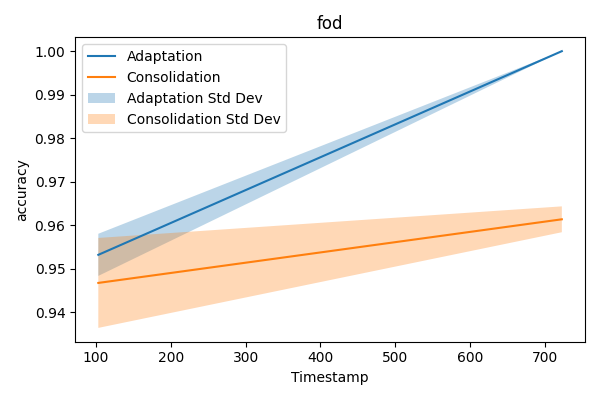 fod
Adaptation
Consolidation
Adaptation Std Dev
Consolidation Std Dev
accuracy
1.00
0.99
0.98
0.97
0.96
0.95
0.94
100 200 300 400 500 600 700
Timestamp